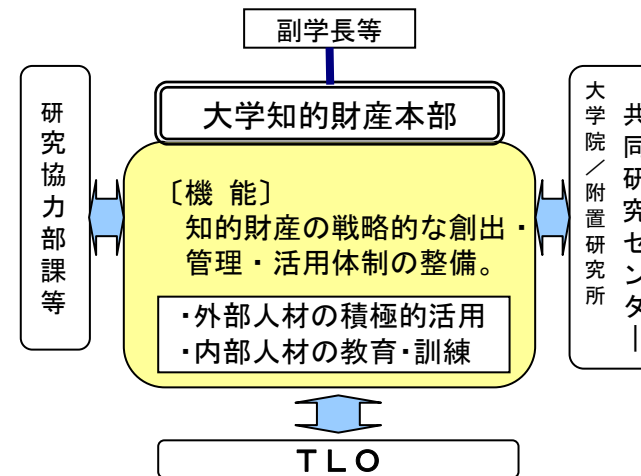 副学長等
大学知的財産本部
研究協力部課等
〔機 能〕
知的財産の戦略的な創出・
管理・活用体制の整備。
・外部人材の積極的活用
・内部人材の教育・訓練
大学院／附置研究所
共同研究センター
ＴＬＯ